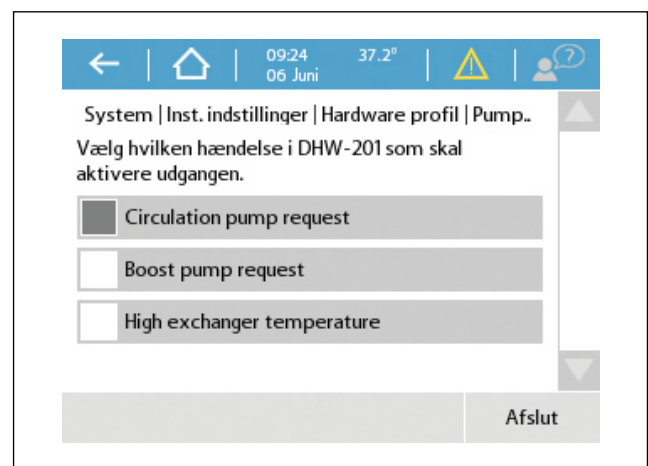 09:24 37.2°
06 Juni
?
System | Inst. indstillinger | Hardware profil | Pump..
Vælg hvilken hændelse i DHW-201 som skal
aktivere udgangen.
Circulation pump request
Boost pump request
High exchanger temperature
Afslut